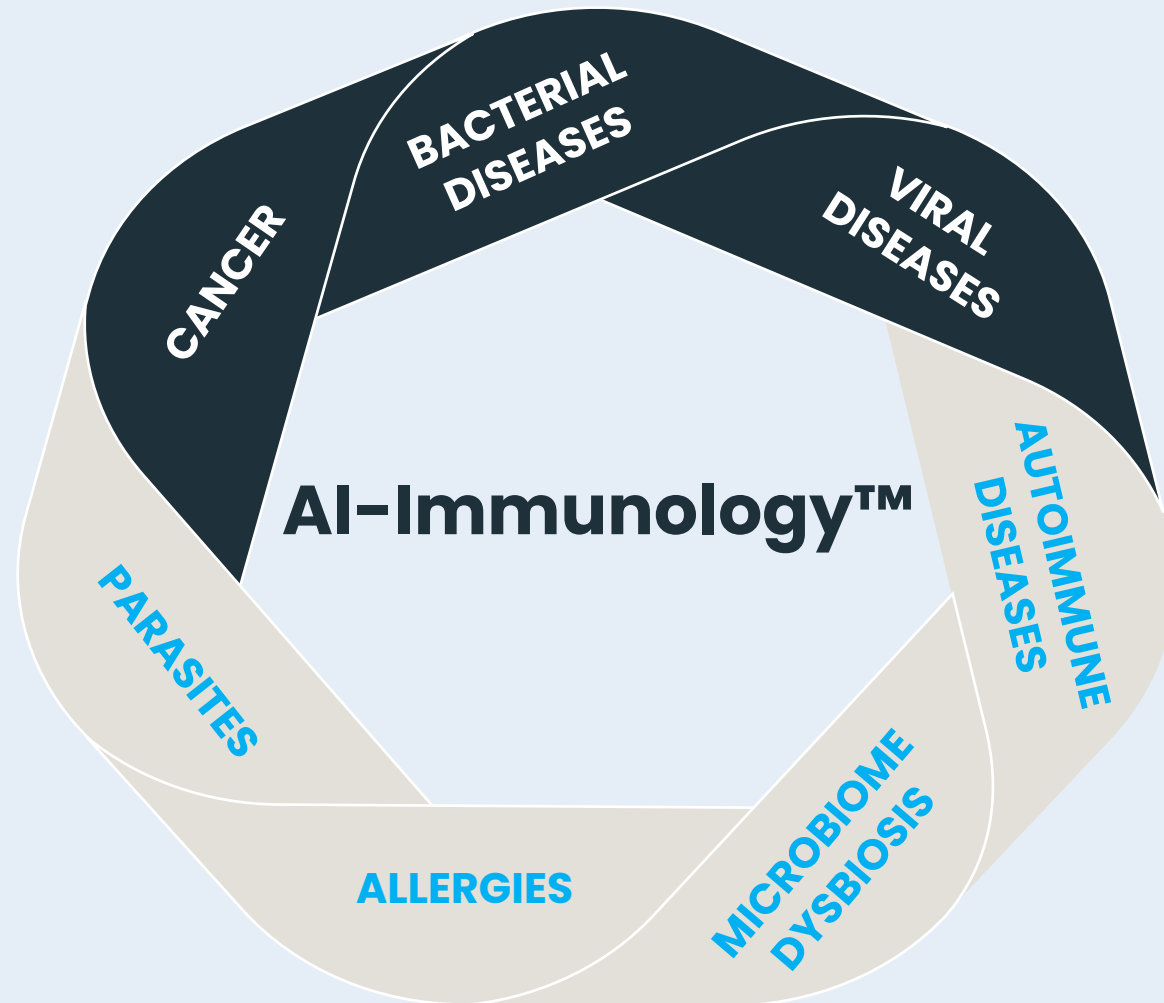 BACTERIAL
DISEASES
VIRAL
DISEASES
CANCER
AI-Immunology™
AUTOIMMUNE
DISEASES
PARASITES
MICROBIOME
DYSBIOSIS
ALLERGIES